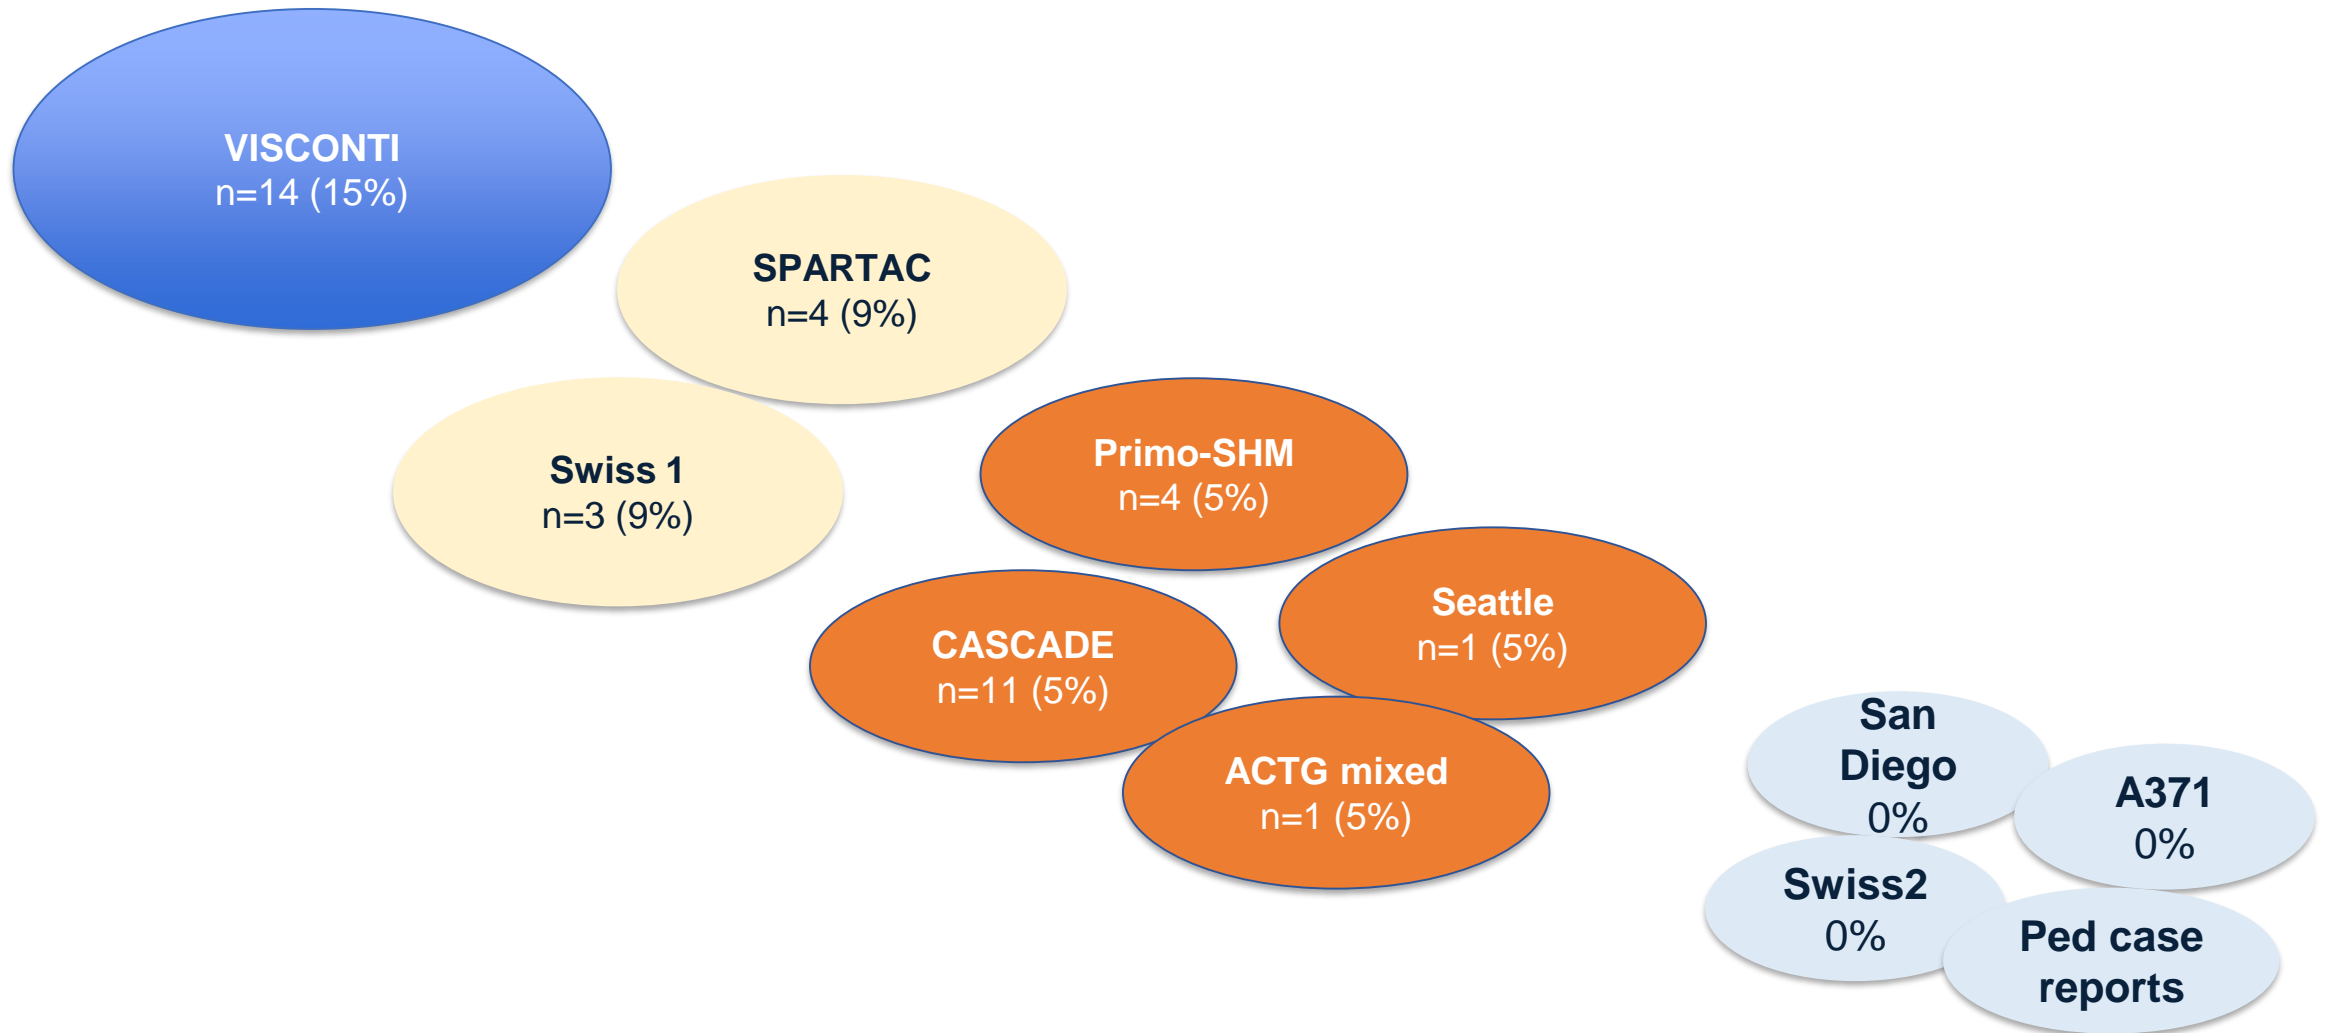 VISCONTI
n=14 (15%)
SPARTAC
n=4 (9%)
Swiss 1
n=3 (9%)
Primo-SHM
n=4 (5%)
Seattle
n=1 (5%)
CASCADE
n=11 (5%)
ACTG mixed
n=1 (5%)
San
Diego
0%
A371
0%
Swiss2
0%
Ped case
reports